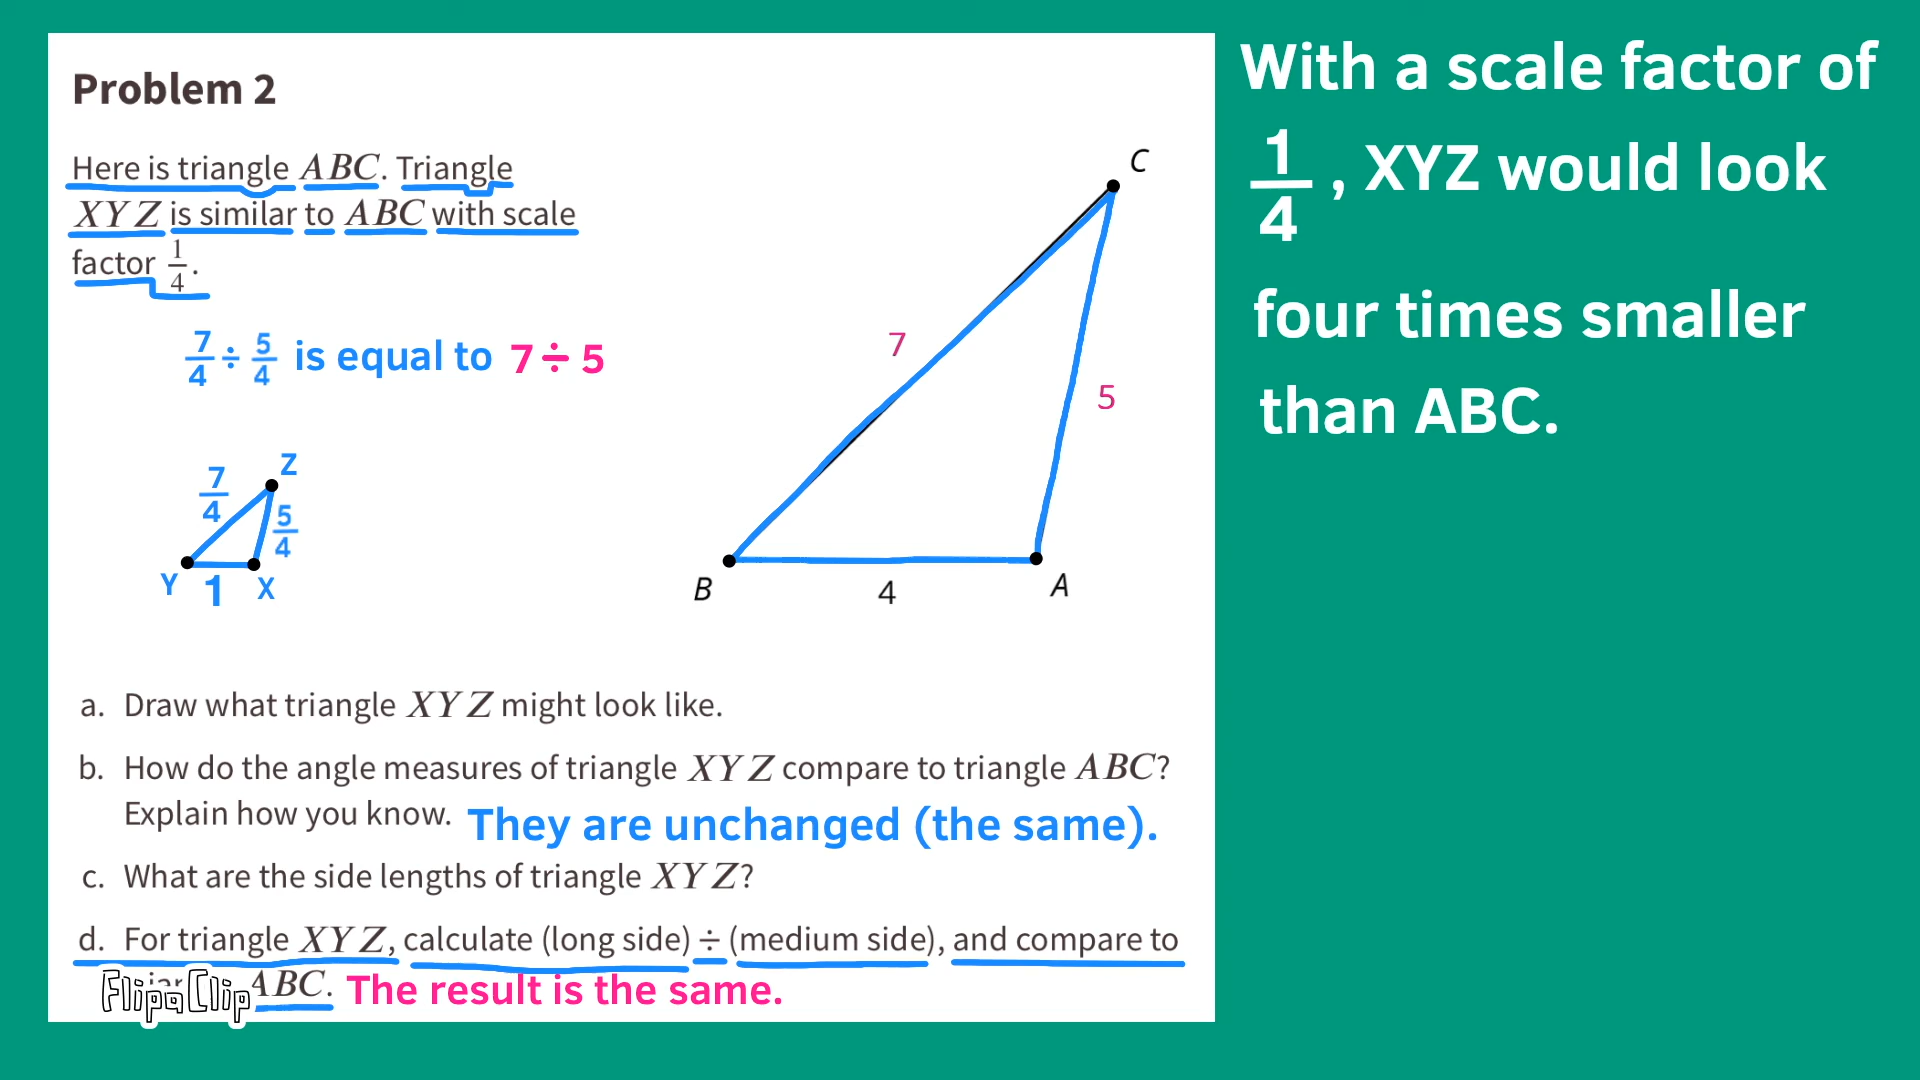 Problem 2
Here is triangle ABC. Triangle
XYZ is similar to ABC with scale
factor 1/4.
7/4 ÷ 5/4 is equal to 7 ÷ 5
C
7
5
B
4
A
Z
7/4
5/4
Y
1
X
a. Draw what triangle XYZ might look like.
b. How do the angle measures of triangle XYZ compare to triangle ABC?
Explain how you know. They are unchanged (the same).
c. What are the side lengths of triangle XYZ?
d. For triangle XYZ, calculate (long side) ÷ (medium side), and compare to
ABC. The result is the same.
FlipaClip
With a scale factor of
1/4, XYZ would look
four times smaller
than ABC.